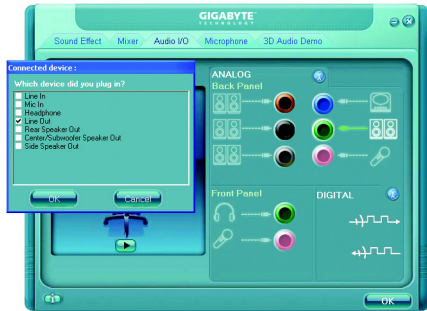 GIGABYTE™
TECHNOLOGY
Sound Effect Mixer Audio I/O Microphone 3D Audio Demo
Connected device :
Which device did you plug in?
Line In
Mic In
Headphone
Line Out
Rear Speaker Out
Center/Subwoofer Speaker Out
Side Speaker Out
OK Cancel
ANALOG
Back Panel
Front Panel
DIGITAL
OK